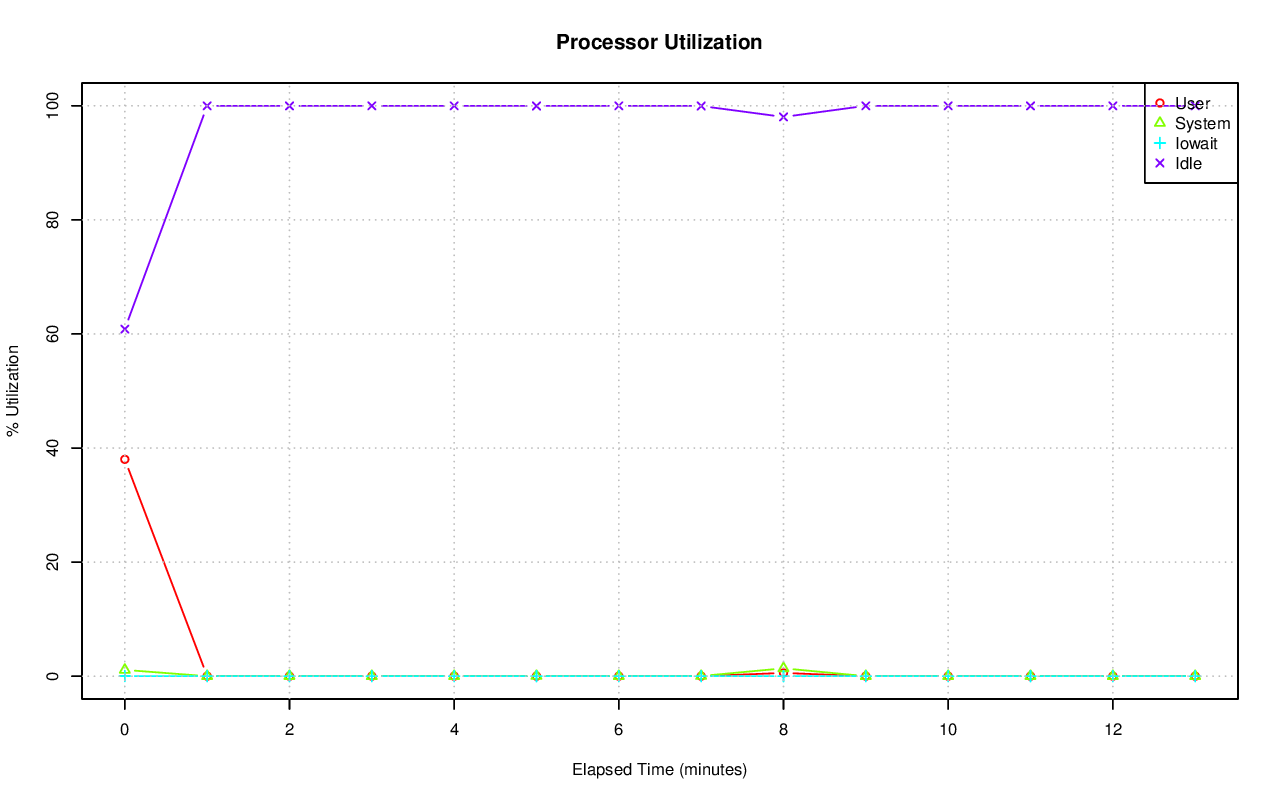 Processor Utilization
100
80
60
40
20
0
% Utilization
User
System
Iowait
Idle
0 2 4 6 8 10 12
Elapsed Time (minutes)